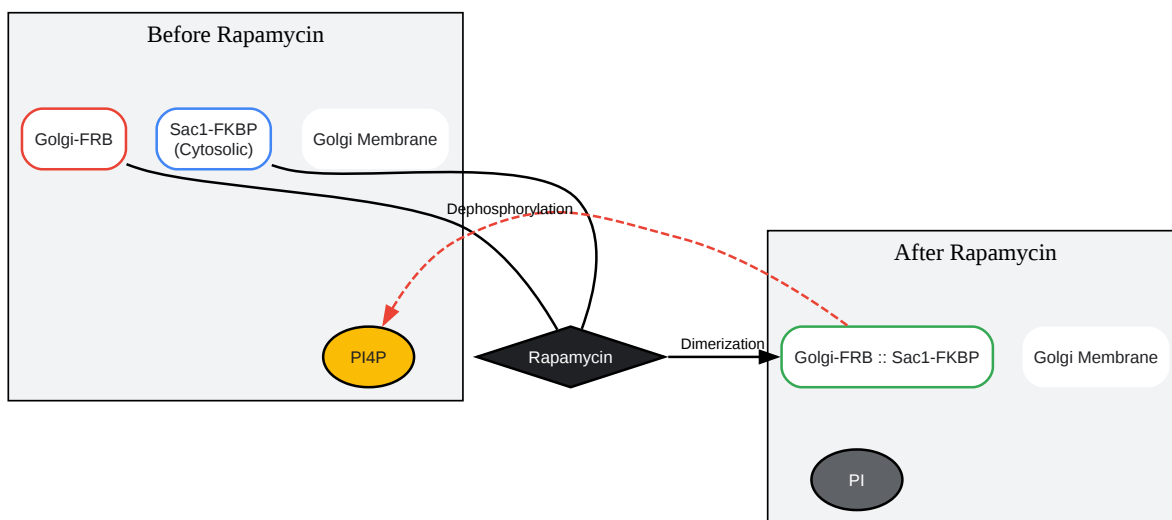 Before Rapamycin
Golgi-FRB
Sac1-FKBP
(Cytosolic)
Golgi Membrane
Dephosphorylation
PI4P
Rapamycin
Dimerization
After Rapamycin
Golgi-FRB :: Sac1-FKBP
Golgi Membrane
PI